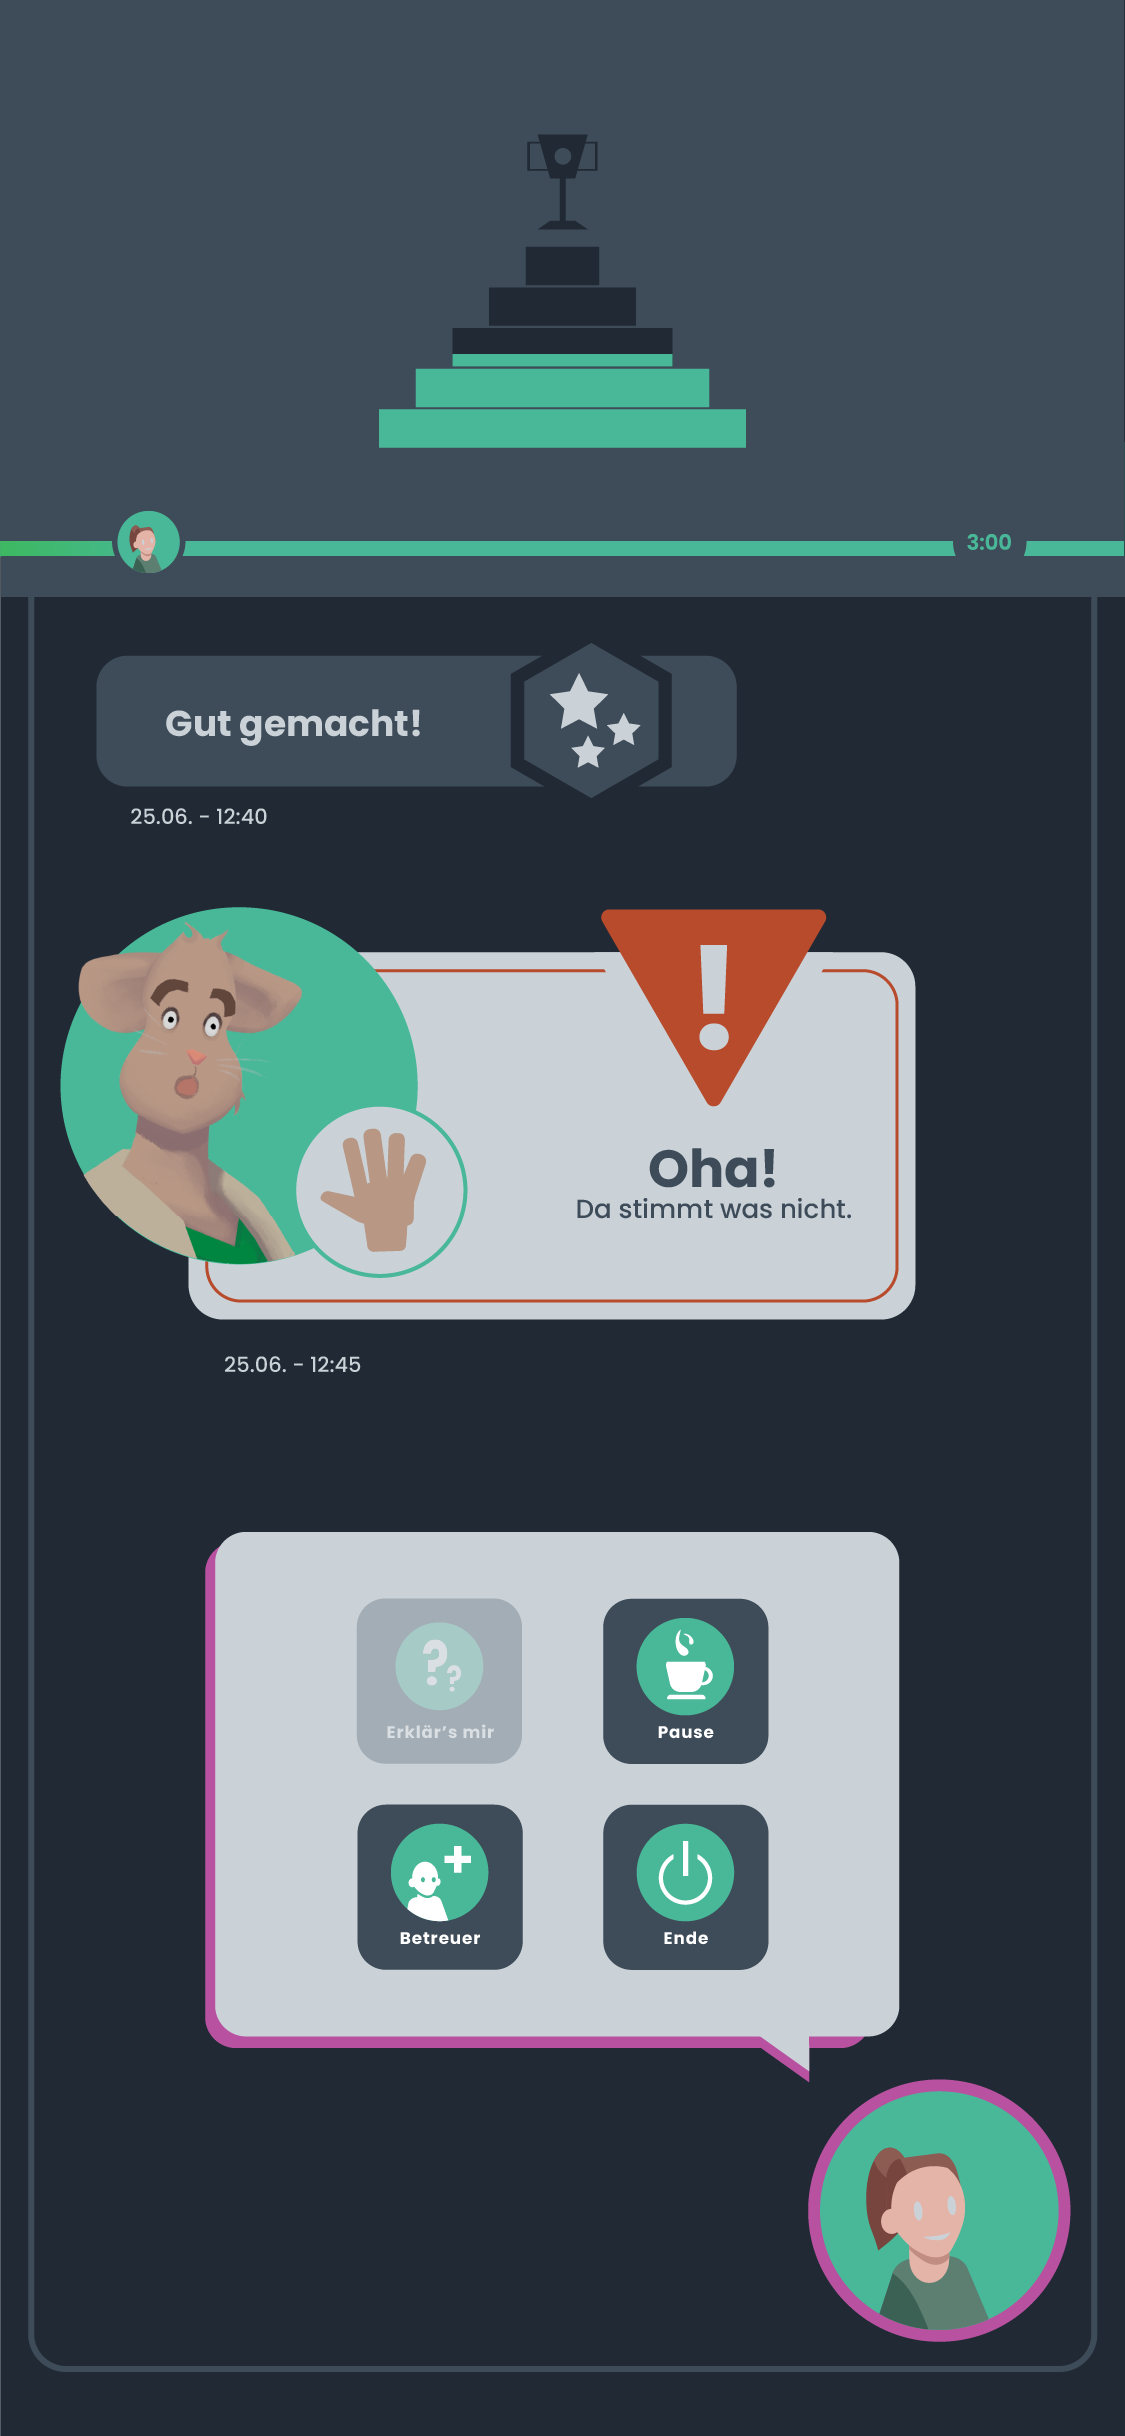 3:00
Gut gemacht!
25.06. - 12:40
!
Oha!
Da stimmt was nicht.
25.06. - 12:45
??
Erklär’s mir
Pause
Betreuer
Ende